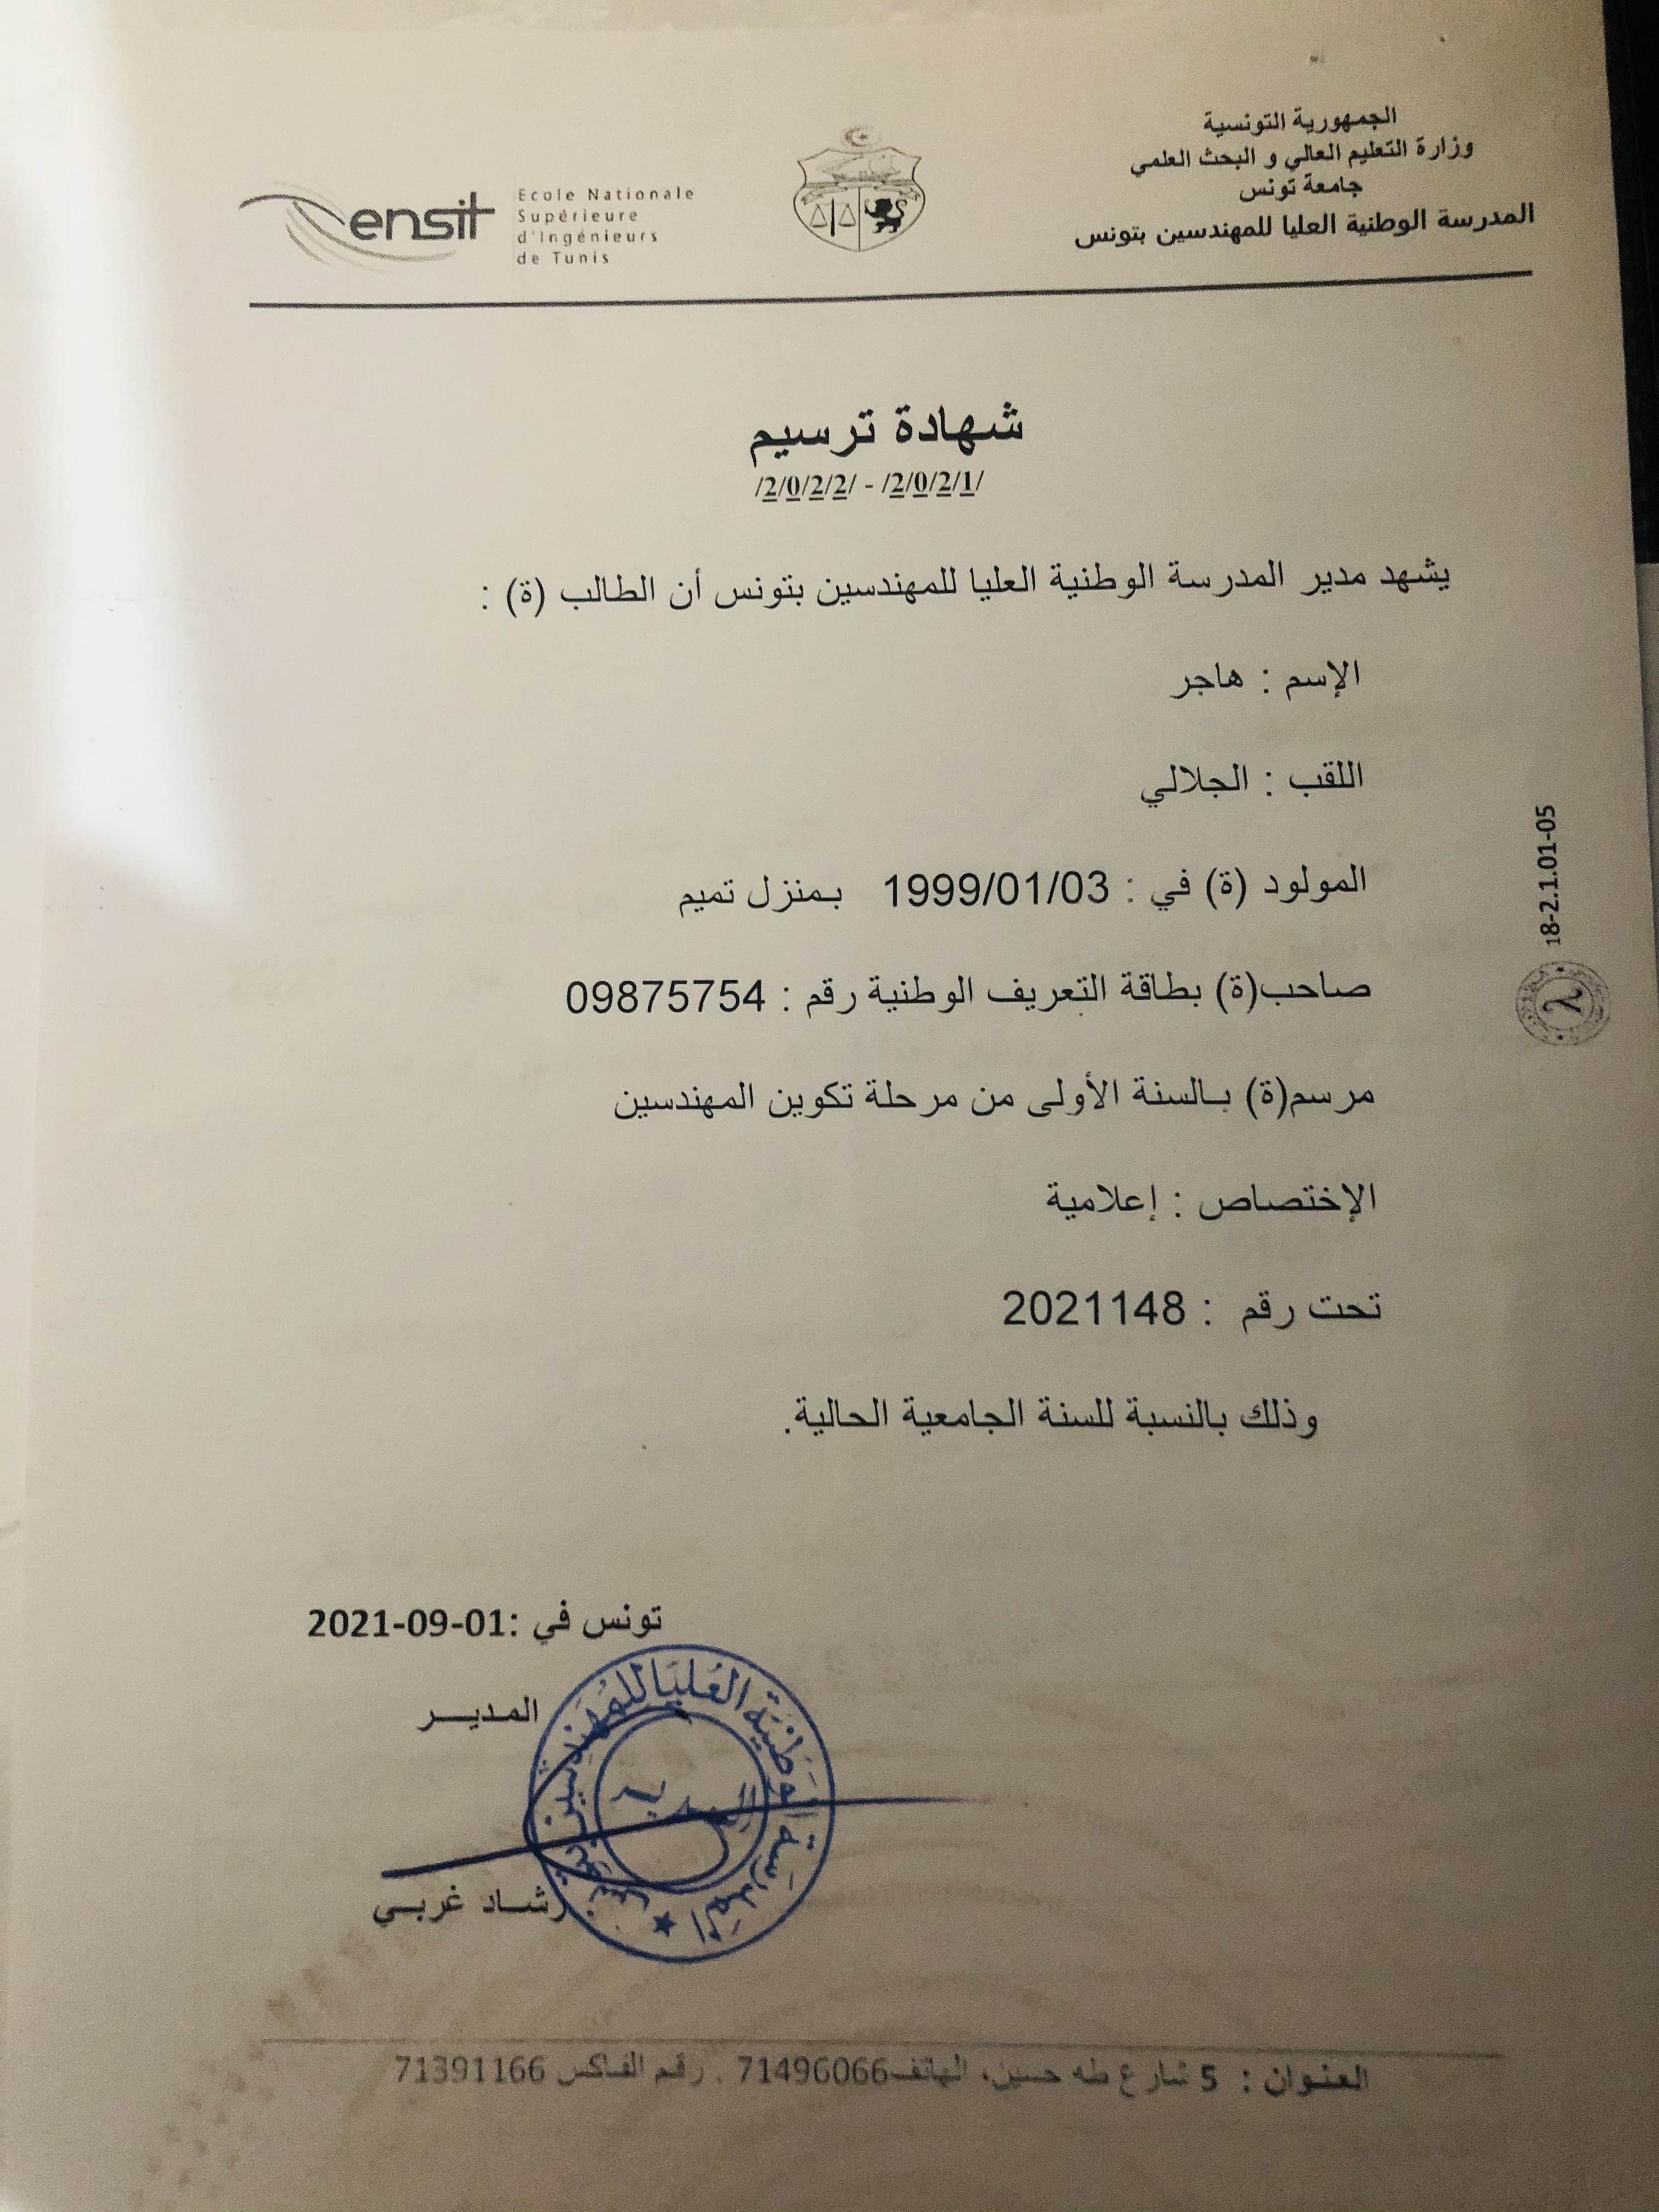 الجمهورية التونسية
وزارة التعليم العالي و البحث العلمي
جامعة تونس
المدرسة الوطنية العليا للمهندسين بتونس
ensit
Ecole Nationale
Supérieure
d'Ingénieurs
de Tunis
شهادة ترسيم
/2/0/2/2/ - /2/0/2/1/
يشهد مدير المدرسة الوطنية العليا للمهندسين بتونس أن الطالب (ة) :
الإسم : هاجر
اللقب : الجلالي
المولود (ة) في : 1999/01/03 بمنزل تميم
صاحب(ة) بطاقة التعريف الوطنية رقم : 09875754
مرسم(ة) بالسنة الأولى من مرحلة تكوين المهندسين
الإختصاص : إعلامية
تحت رقم : 2021148
وذلك بالنسبة للسنة الجامعية الحالية.
18-2.1.01-05
تونس في :01-09-2021
المديـــر
المدرسة الوطنية العليا للمهندسين بتونس
رشـاد غربـي
العنوان : 5 شارع طه حسين، الهاتف71496066 . رقم الفاكس 71391166